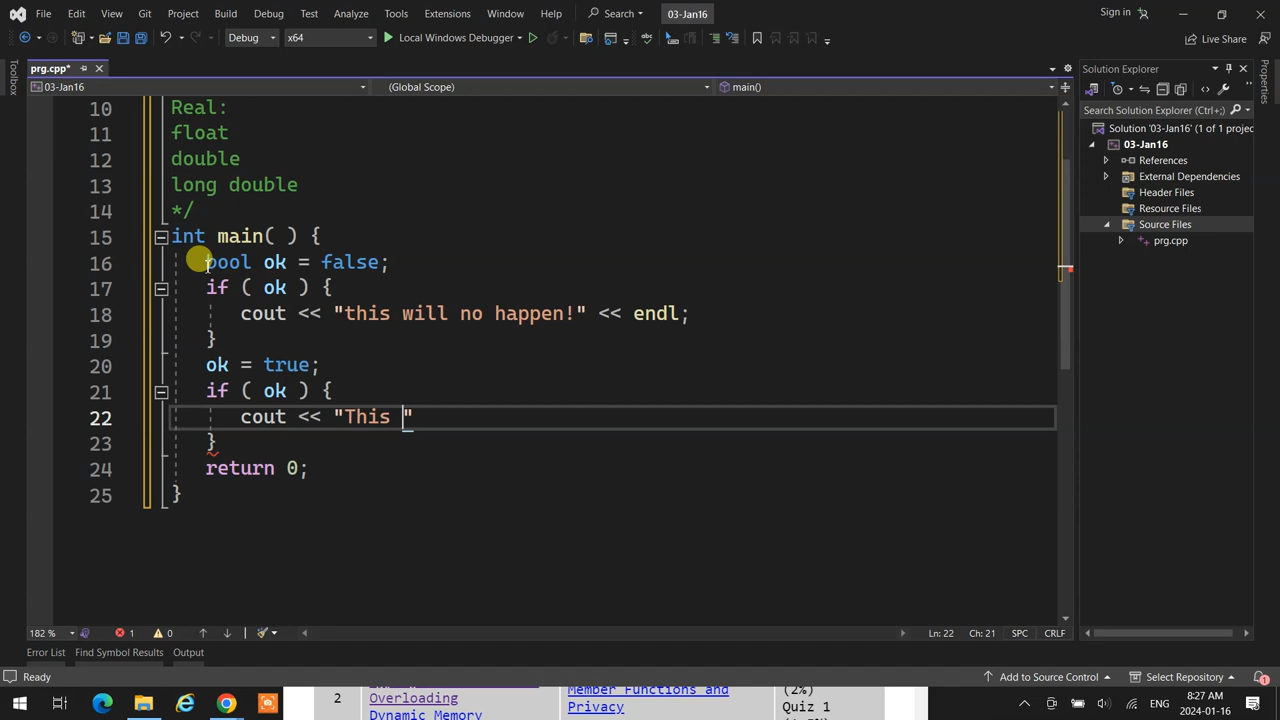 File Edit View Git Project Build Debug Test Analyze Tools Extensions Window Help Search 03-Jan16 Sign in
Debug x64 Local Windows Debugger Live Share
Toolbox
prg.cpp*
03-Jan16 (Global Scope) main()
10 Real:
11 float
12 double
13 long double
14 */
15 int main( ) {
16 bool ok = false;
17 if ( ok ) {
18 cout << "this will no happen!" << endl;
19 }
20 ok = true;
21 if ( ok ) {
22 cout << "This "
23 }
24 return 0;
25 }
Solution Explorer
Search Solution Explorer (Ctrl+;)
Solution '03-Jan16' (1 of 1 projec
03-Jan16
References
External Dependencies
Header Files
Resource Files
Source Files
prg.cpp
Properties
182 % 1 0 Ln: 22 Ch: 21 SPC CRLF
Error List Find Symbol Results Output
Ready Add to Source Control Select Repository 1
2 Overloading
Dynamic Memory
Member Functions and
Privacy
(2%)
Quiz 1
8:27 AM
2024-01-16